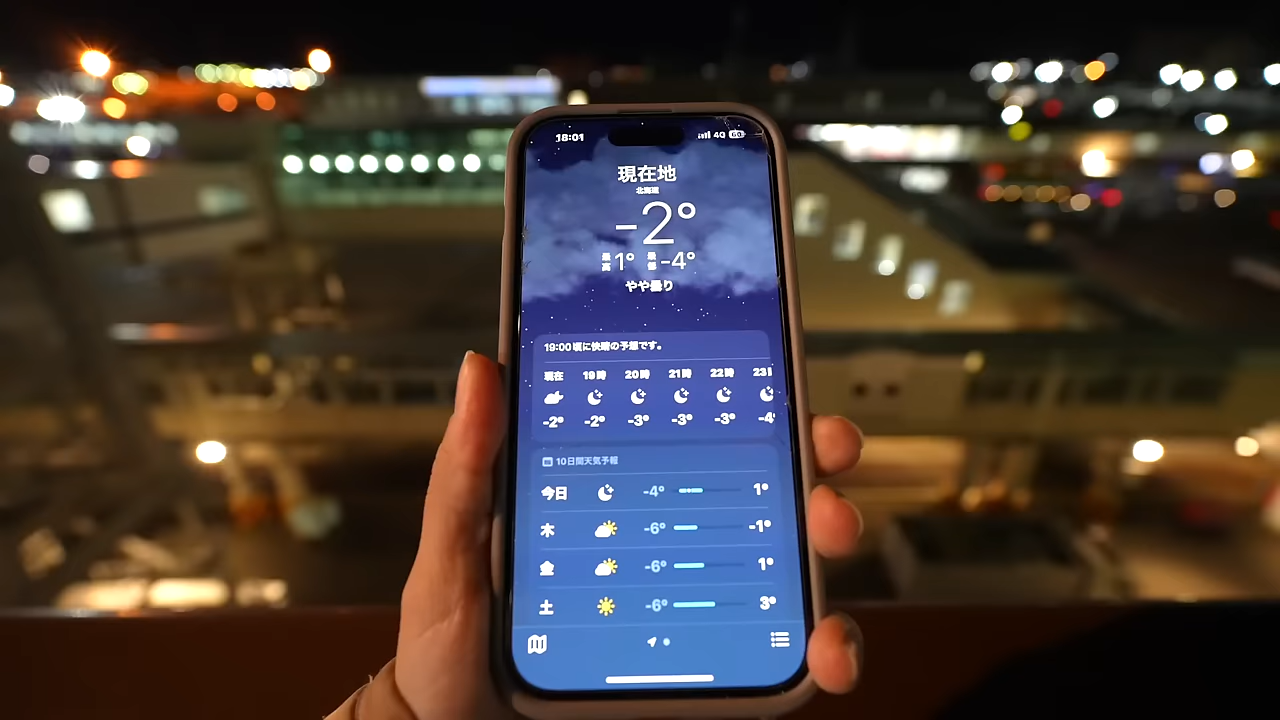 18:01 4G
現在地
北海道
-2°
最高1° 最低-4°
やや曇り
19:00頃に快晴の予想です。
現在 19時 20時 21時 22時 23時
-2° -2° -3° -3° -3° -4°
10日間天気予報
今日 -4° 1°
木 -6° -1°
金 -6° 1°
土 -6° 3°